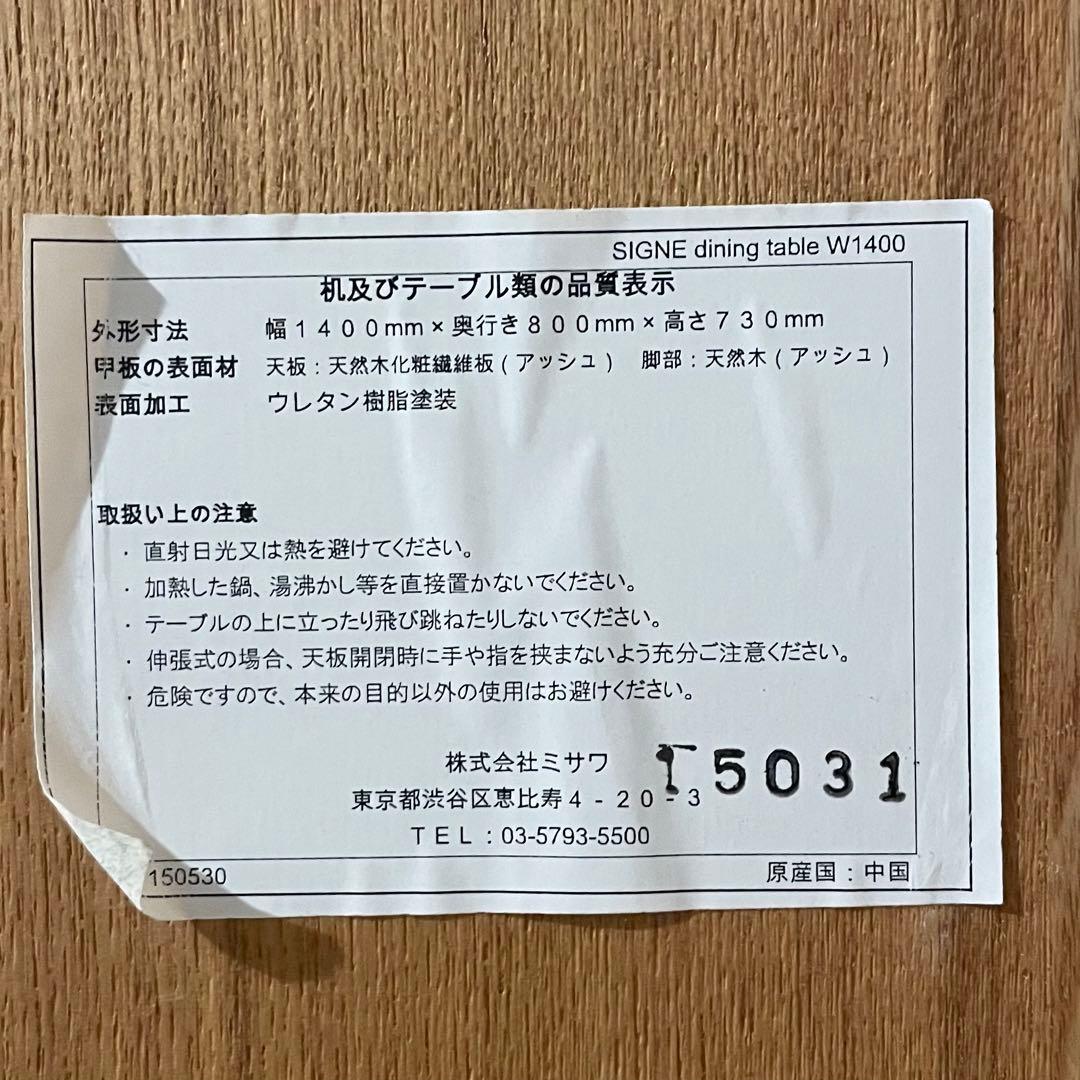 SIGNE dining table W1400
机及びテーブル類の品質表示
外形寸法 幅１４００mm×奥行き８００mm×高さ７３０mm
甲板の表面材 天板：天然木化粧繊維板(アッシュ) 脚部：天然木(アッシュ)
表面加工 ウレタン樹脂塗装
取扱い上の注意
・ 直射日光又は熱を避けてください。
・ 加熱した鍋、湯沸かし等を直接置かないでください。
・ テーブルの上に立ったり飛び跳ねたりしないでください。
・ 伸張式の場合、天板開閉時に手や指を挟まないよう充分ご注意ください。
・ 危険ですので、本来の目的以外の使用はお避けください。
株式会社ミサワ
15031
東京都渋谷区恵比寿４‐２０‐３
ＴＥＬ：03-5793-5500
150530 原産国：中国